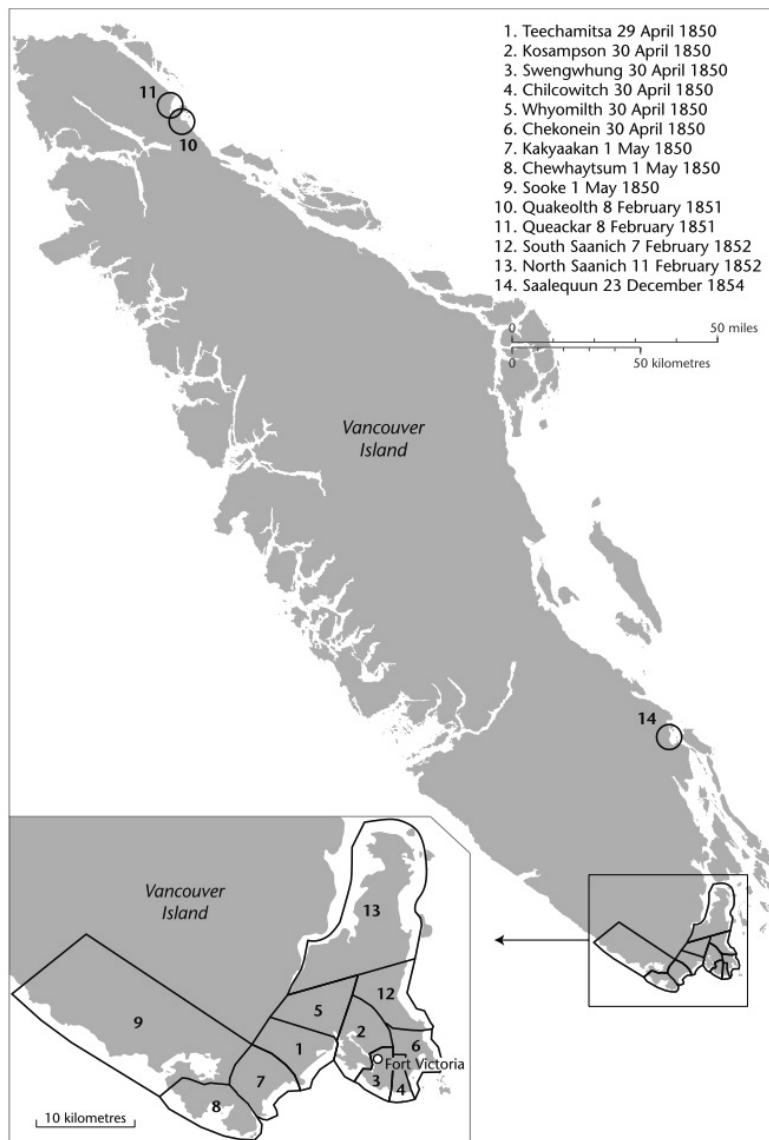 1. Teechamitsa 29 April 1850
2. Kosampson 30 April 1850
3. Swengwhung 30 April 1850
4. Chilcowitch 30 April 1850
5. Whyomilth 30 April 1850
6. Chekonein 30 April 1850
7. Kakyaakan 1 May 1850
8. Chewhaytsum 1 May 1850
9. Sooke 1 May 1850
10. Quakeolth 8 February 1851
11. Queackar 8 February 1851
12. South Saanich 7 February 1852
13. North Saanich 11 February 1852
14. Saalequun 23 December 1854
11
10
0 50 miles
0 50 kilometres
Vancouver
Island
14
Vancouver
Island
13
12
5
9
2
6
1
Fort Victoria
7
3
4
8
10 kilometres